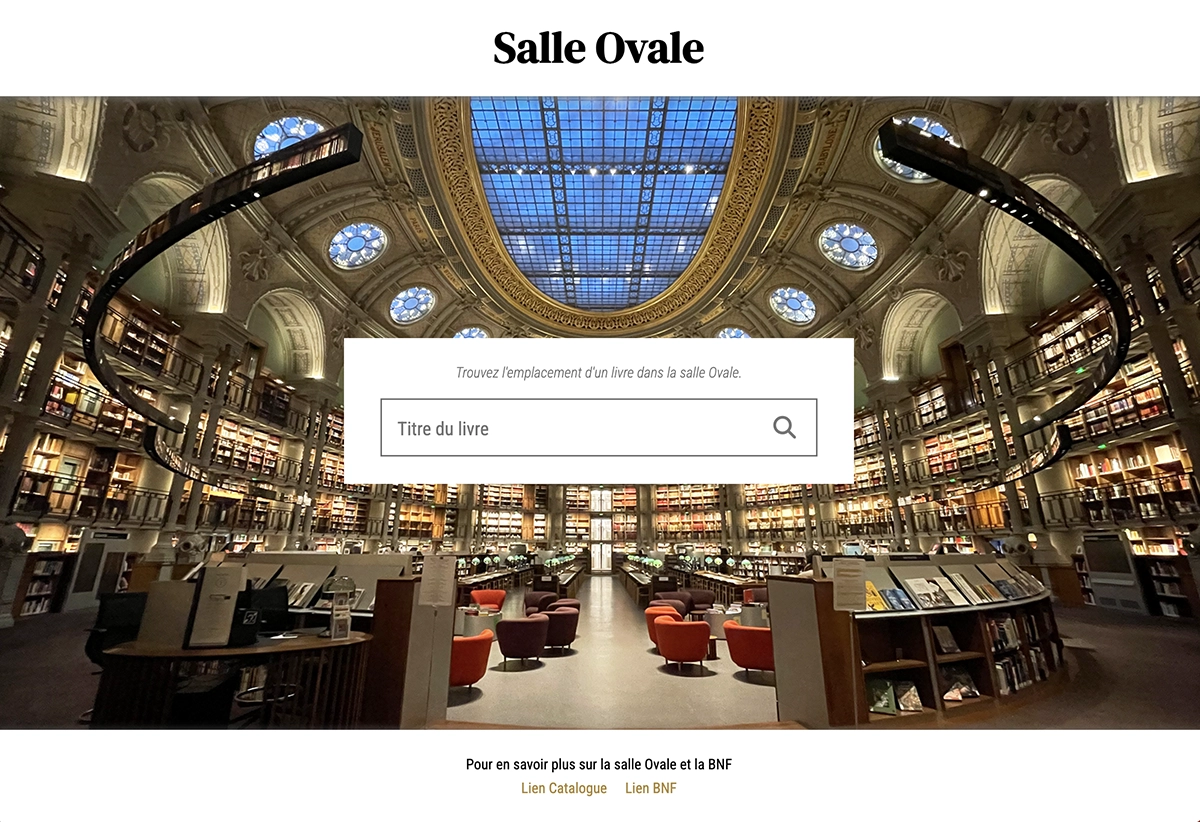 Salle Ovale
Trouvez l'emplacement d'un livre dans la salle Ovale.
Titre du livre
Pour en savoir plus sur la salle Ovale et la BNF
Lien Catalogue Lien BNF